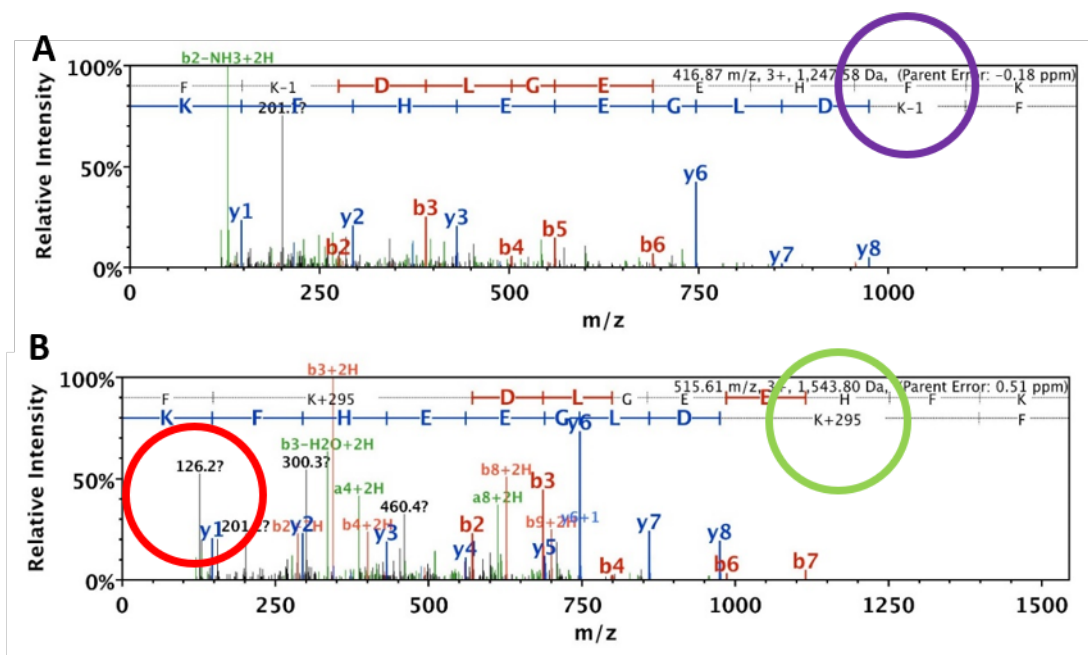 A
b2-NH3+2H
Relative Intensity
100%
50%
0%
416.87 m/z, 3+, 1,247.58 Da, (Parent Error: -0.18 ppm)
F K-1 D L G E E H F K
K F H E E G L D K-1 F
201.1?
y1 b2 y2 b3 y3 b4 b5 b6 y6 y7 y8
0 250 500 750 1000
m/z
B
b3+2H
Relative Intensity
100%
50%
0%
515.61 m/z, 3+, 1,543.80 Da, (Parent Error: 0.51 ppm)
F K+295 D L G E E H F K
K F H E E G L D K+295 F
y6
b3-H2O+2H
126.2? 300.3? b8+2H
a4+2H b3 a8+2H
460.4?
y1 y2 b4+2H y3 b2 b9+2H y6+1 y7 y8
y4 y5 b4 b6 b7
0 250 500 750 1000 1250 1500
m/z